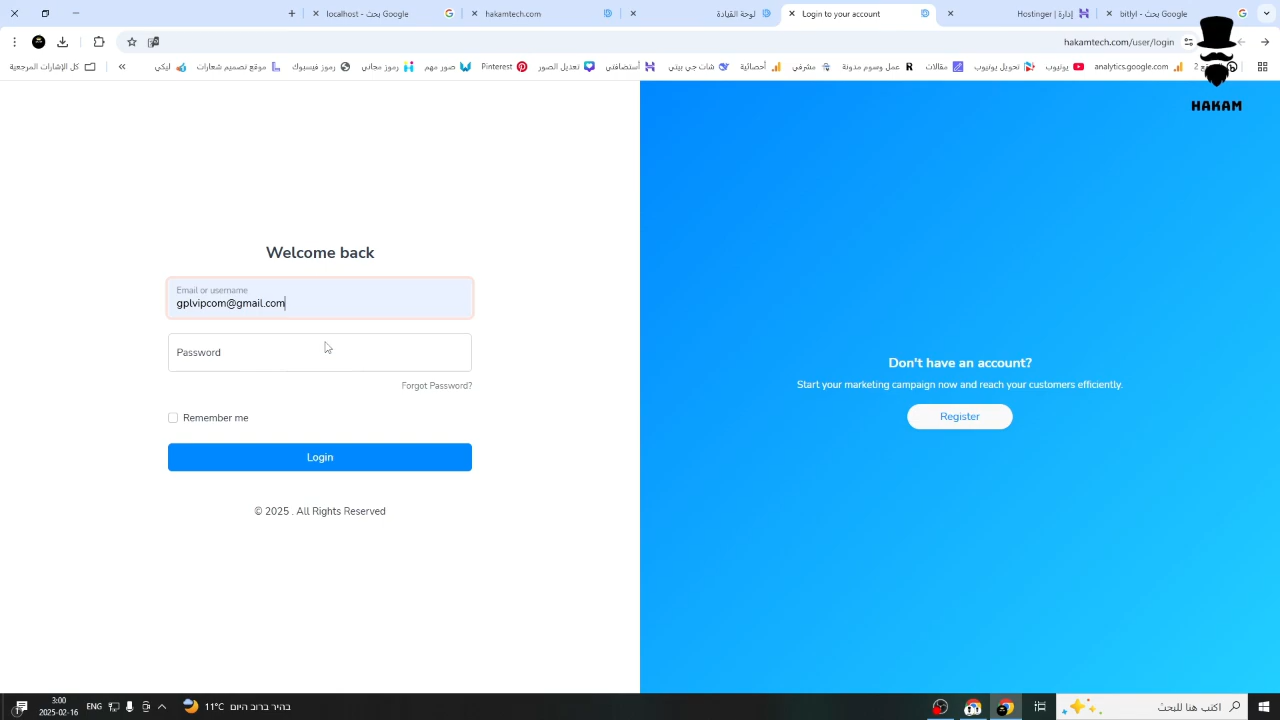 localhost - بحث Google
hakamtech.com
لوحة القيادة
Login to your account
Hostinger | إدارة
bitlyl - بحث Google
hakamtech.com/user/login
كل الإشارات المرجعية
ليكي
موقع تصميم شعارات
رموز فيسبوك
رموز مجاني
صور مهم
Pinterest
تعديل الصور
أستضافتي
شات جي بيتي
أحصائية
مشرفي
عمل وسوم مدونة
مقالات
تحويل يوتيوب
يوتيوب
analytics.google.com
HAKAM
Welcome back
Email or username
gplvipcom@gmail.com
Password
Forgot Password?
Remember me
Login
© 2025 . All Rights Reserved
Don't have an account?
Start your marketing campaign now and reach your customers efficiently.
Register
3:00
2025-02-16
ENG
11°C
בהיר ברוב היום
اكتب هنا للبحث